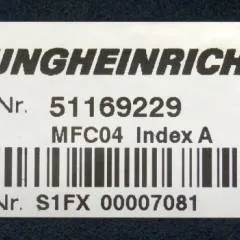 UNGHEINRICH
Nr. 51169229
MFC04 Index A
Nr. S1FX 00007081